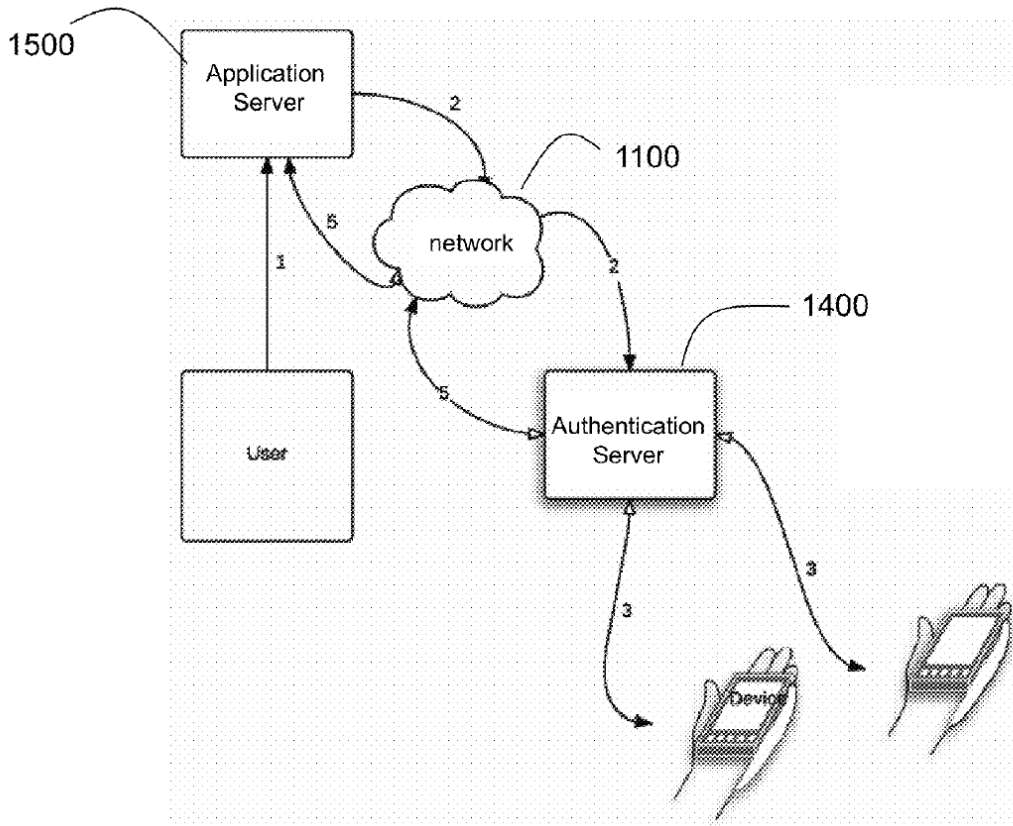 1500
Application
Server
2
1100
5
network
1
2
1400
5
Authentication
Server
User
3
3
Device